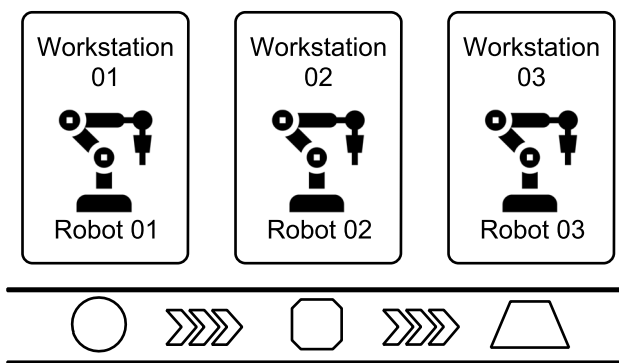 Workstation
01
Robot 01
Workstation
02
Robot 02
Workstation
03
Robot 03